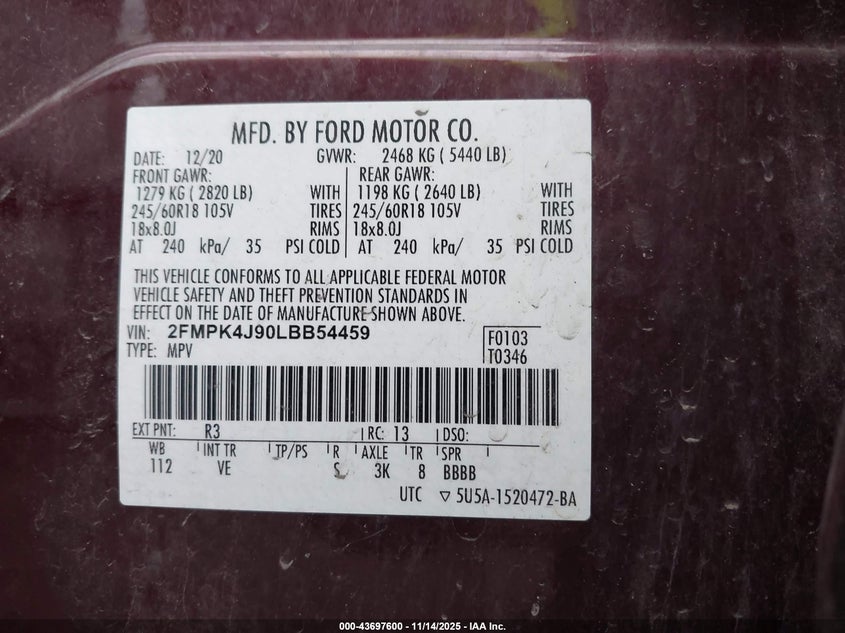 MFD. BY FORD MOTOR CO.
DATE: 12/20 GVWR: 2468 KG ( 5440 LB)
FRONT GAWR: REAR GAWR:
1279 KG ( 2820 LB) WITH 1198 KG ( 2640 LB) WITH
245/60R18 105V TIRES 245/60R18 105V TIRES
18x8.0J RIMS 18x8.0J RIMS
AT 240 kPa/ 35 PSI COLD AT 240 kPa/ 35 PSI COLD
THIS VEHICLE CONFORMS TO ALL APPLICABLE FEDERAL MOTOR
VEHICLE SAFETY AND THEFT PREVENTION STANDARDS IN
EFFECT ON THE DATE OF MANUFACTURE SHOWN ABOVE.
VIN: 2FMPK4J90LBB54459 F0103
TYPE: MPV T0346
EXT PNT: R3 RC: 13 DSO:
WB INT TR TP/PS R AXLE TR SPR
112 VE S 3K 8 BBBB
UTC ▽ 5U5A-1520472-BA
000-43697600 | 11/14/2025 - IAA Inc.